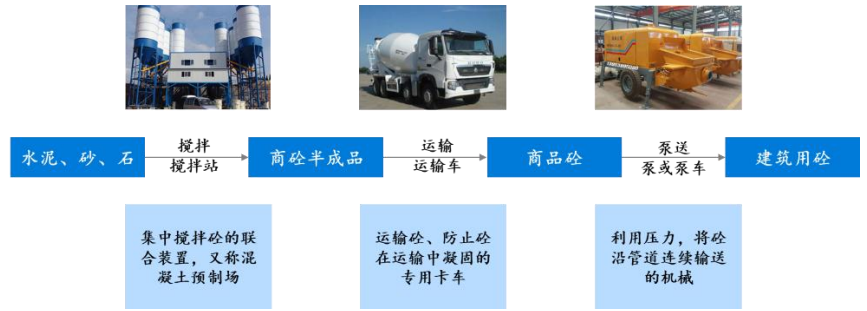 水泥、砂、石
搅拌
搅拌站
商砼半成品
运输
运输车
商品砼
泵送
泵或泵车
建筑用砼
集中搅拌砼的联
合装置，又称混
凝土预制场
运输砼、防止砼
在运输中凝固的
专用卡车
利用压力，将砼
沿管道连续输送
的机械